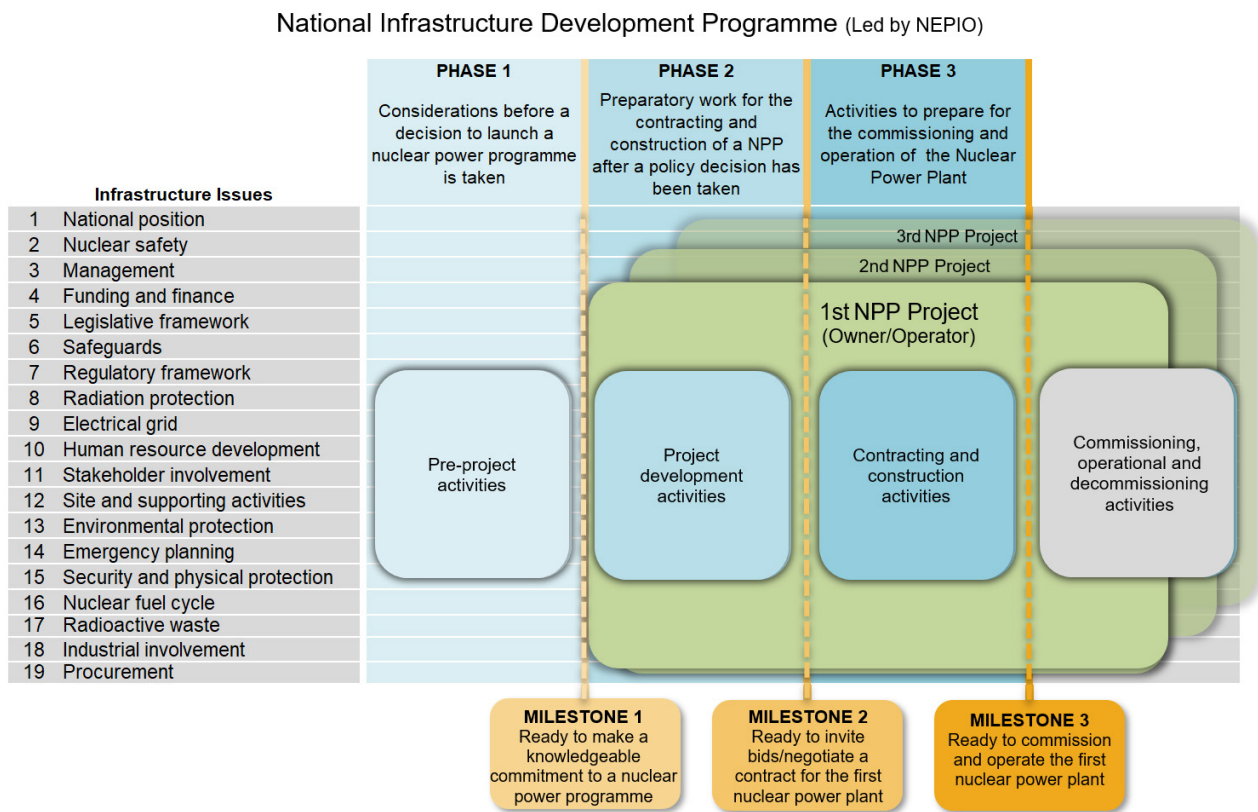 National Infrastructure Development Programme (Led by NEPIO)
PHASE 1
Considerations before a
decision to launch a
nuclear power programme
is taken
PHASE 2
Preparatory work for the
contracting and
construction of a NPP
after a policy decision has
been taken
PHASE 3
Activities to prepare for
the commissioning and
operation of the Nuclear
Power Plant
Infrastructure Issues
1 National position
2 Nuclear safety
3 Management
4 Funding and finance
5 Legislative framework
6 Safeguards
7 Regulatory framework
8 Radiation protection
9 Electrical grid
10 Human resource development
11 Stakeholder involvement
12 Site and supporting activities
13 Environmental protection
14 Emergency planning
15 Security and physical protection
16 Nuclear fuel cycle
17 Radioactive waste
18 Industrial involvement
19 Procurement
3rd NPP Project
2nd NPP Project
1st NPP Project
(Owner/Operator)
Pre-project
activities
Project
development
activities
Contracting and
construction
activities
Commissioning,
operational and
decommissioning
activities
MILESTONE 1
Ready to make a
knowledgeable
commitment to a nuclear
power programme
MILESTONE 2
Ready to invite
bids/negotiate a
contract for the first
nuclear power plant
MILESTONE 3
Ready to commission
and operate the first
nuclear power plant